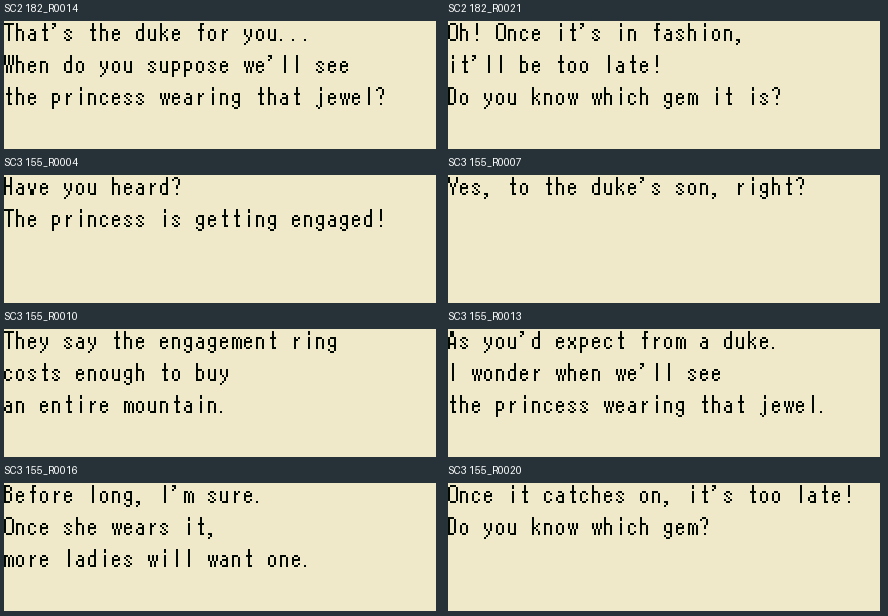 SC2 182_R0014
That's the duke for you...
When do you suppose we'll see
the princess wearing that jewel?
SC2 182_R0021
Oh! Once it's in fashion,
it'll be too late!
Do you know which gem it is?
SC3 155_R0004
Have you heard?
The princess is getting engaged!
SC3 155_R0007
Yes, to the duke's son, right?
SC3 155_R0010
They say the engagement ring
costs enough to buy
an entire mountain.
SC3 155_R0013
As you'd expect from a duke.
I wonder when we'll see
the princess wearing that jewel.
SC3 155_R0016
Before long, I'm sure.
Once she wears it,
more ladies will want one.
SC3 155_R0020
Once it catches on, it's too late!
Do you know which gem?